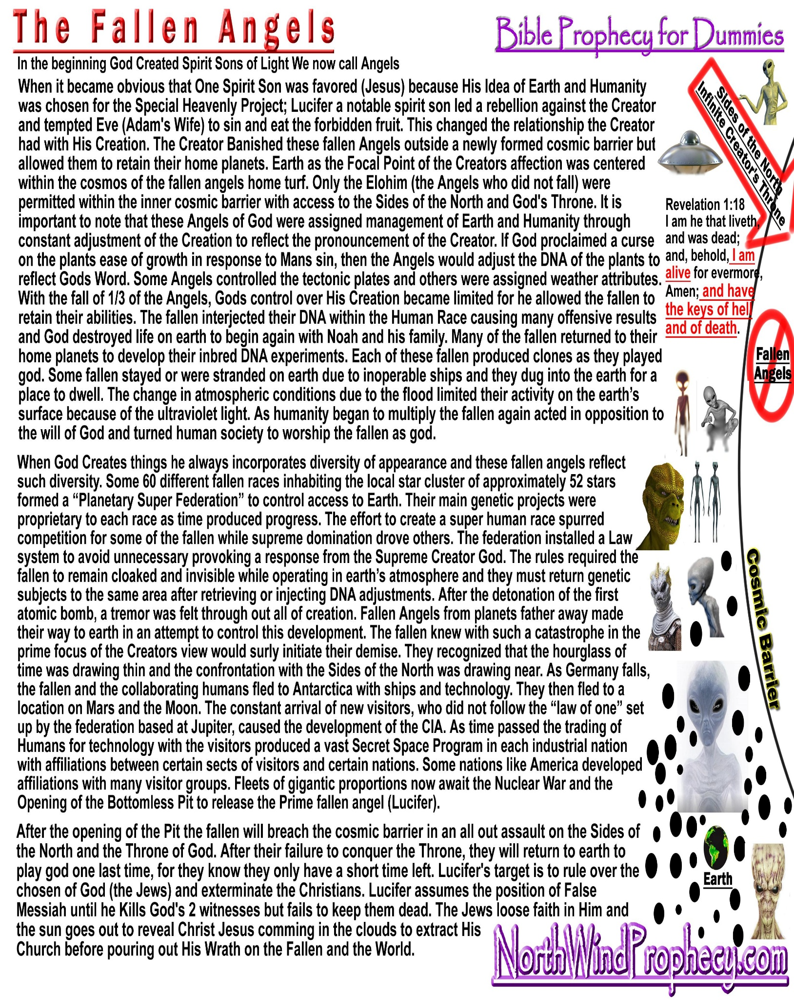 The Fallen Angels
Bible Prophecy for Dummies
In the beginning God Created Spirit Sons of Light We now call Angels
When it became obvious that One Spirit Son was favored (Jesus) because His Idea of Earth and Humanity
was chosen for the Special Heavenly Project; Lucifer a notable spirit son led a rebellion against the Creator
and tempted Eve (Adam's Wife) to sin and eat the forbidden fruit. This changed the relationship the Creator
had with His Creation. The Creator Banished these fallen Angels outside a newly formed cosmic barrier but
allowed them to retain their home planets. Earth as the Focal Point of the Creators affection was centered
within the cosmos of the fallen angels home turf. Only the Elohim (the Angels who did not fall) were
permitted within the inner cosmic barrier with access to the Sides of the North and God's Throne. It is
important to note that these Angels of God were assigned management of Earth and Humanity through
constant adjustment of the Creation to reflect the pronouncement of the Creator. If God proclaimed a curse
on the plants ease of growth in response to Mans sin, then the Angels would adjust the DNA of the plants to
reflect Gods Word. Some Angels controlled the tectonic plates and others were assigned weather attributes.
With the fall of 1/3 of the Angels, Gods control over His Creation became limited for he allowed the fallen to
retain their abilities. The fallen interjected their DNA within the Human Race causing many offensive results
and God destroyed life on earth to begin again with Noah and his family. Many of the fallen returned to their
home planets to develop their inbred DNA experiments. Each of these fallen produced clones as they played
god. Some fallen stayed or were stranded on earth due to inoperable ships and they dug into the earth for a
place to dwell. The change in atmospheric conditions due to the flood limited their activity on the earth’s
surface because of the ultraviolet light. As humanity began to multiply the fallen again acted in opposition to
the will of God and turned human society to worship the fallen as god.
When God Creates things he always incorporates diversity of appearance and these fallen angels reflect
such diversity. Some 60 different fallen races inhabiting the local star cluster of approximately 52 stars
formed a “Planetary Super Federation” to control access to Earth. Their main genetic projects were
proprietary to each race as time produced progress. The effort to create a super human race spurred
competition for some of the fallen while supreme domination drove others. The federation installed a Law
system to avoid unnecessary provoking a response from the Supreme Creator God. The rules required the
fallen to remain cloaked and invisible while operating in earth’s atmosphere and they must return genetic
subjects to the same area after retrieving or injecting DNA adjustments. After the detonation of the first
atomic bomb, a tremor was felt through out all of creation. Fallen Angels from planets father away made
their way to earth in an attempt to control this development. The fallen knew with such a catastrophe in the
prime focus of the Creators view would surly initiate their demise. They recognized that the hourglass of
time was drawing thin and the confrontation with the Sides of the North was drawing near. As Germany falls,
the fallen and the collaborating humans fled to Antarctica with ships and technology. They then fled to a
location on Mars and the Moon. The constant arrival of new visitors, who did not follow the “law of one” set
up by the federation based at Jupiter, caused the development of the CIA. As time passed the trading of
Humans for technology with the visitors produced a vast Secret Space Program in each industrial nation
with affiliations between certain sects of visitors and certain nations. Some nations like America developed
affiliations with many visitor groups. Fleets of gigantic proportions now await the Nuclear War and the
Opening of the Bottomless Pit to release the Prime fallen angel (Lucifer).
After the opening of the Pit the fallen will breach the cosmic barrier in an all out assault on the Sides of
the North and the Throne of God. After their failure to conquer the Throne, they will return to earth to
play god one last time, for they know they only have a short time left. Lucifer's target is to rule over the
chosen of God (the Jews) and exterminate the Christians. Lucifer assumes the position of False
Messiah until he Kills God's 2 witnesses but fails to keep them dead. The Jews loose faith in Him and
the sun goes out to reveal Christ Jesus comming in the clouds to extract His
Church before pouring out His Wrath on the Fallen and the World.
Sides of the North
Infinite Creator's Throne
Revelation 1:18
I am he that liveth,
and was dead;
and, behold, I am
alive for evermore,
Amen; and have
the keys of hell
and of death.
Fallen
Angels
Cosmic Barrier
Earth
NorthWindProphecy.com